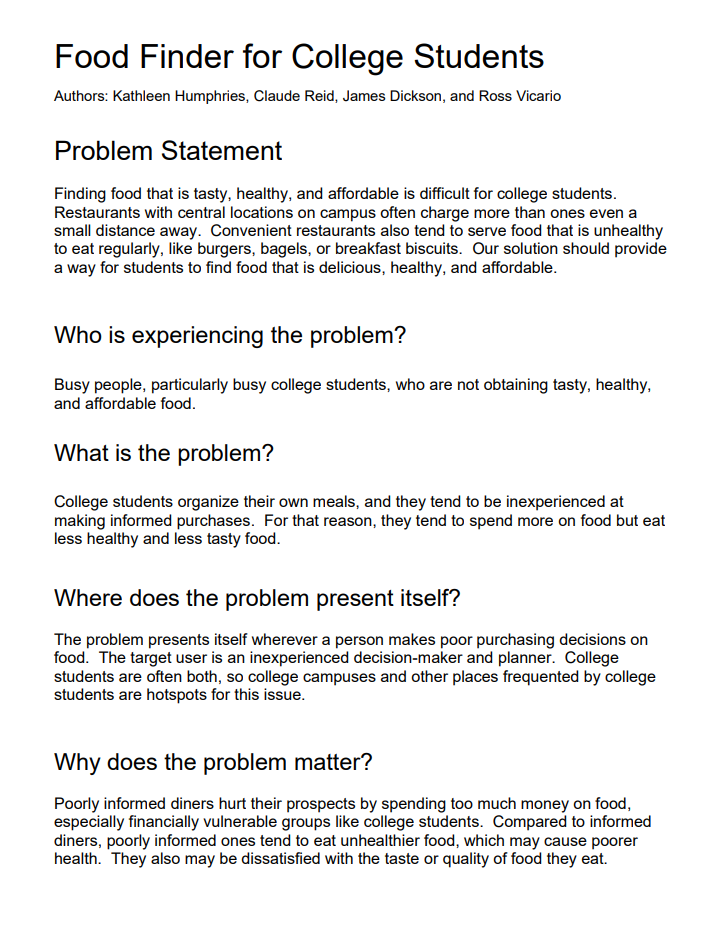 Food Finder for College Students
Authors: Kathleen Humphries, Claude Reid, James Dickson, and Ross Vicario
Problem Statement
Finding food that is tasty, healthy, and affordable is difficult for college students.
Restaurants with central locations on campus often charge more than ones even a
small distance away.  Convenient restaurants also tend to serve food that is unhealthy
to eat regularly, like burgers, bagels, or breakfast biscuits.  Our solution should provide
a way for students to find food that is delicious, healthy, and affordable.
Who is experiencing the problem?
Busy people, particularly busy college students, who are not obtaining tasty, healthy,
and affordable food.
What is the problem?
College students organize their own meals, and they tend to be inexperienced at
making informed purchases.  For that reason, they tend to spend more on food but eat
less healthy and less tasty food.
Where does the problem present itself?
The problem presents itself wherever a person makes poor purchasing decisions on
food.  The target user is an inexperienced decision-maker and planner.  College
students are often both, so college campuses and other places frequented by college
students are hotspots for this issue.
Why does the problem matter?
Poorly informed diners hurt their prospects by spending too much money on food,
especially financially vulnerable groups like college students.  Compared to informed
diners, poorly informed ones tend to eat unhealthier food, which may cause poorer
health.  They also may be dissatisfied with the taste or quality of food they eat.